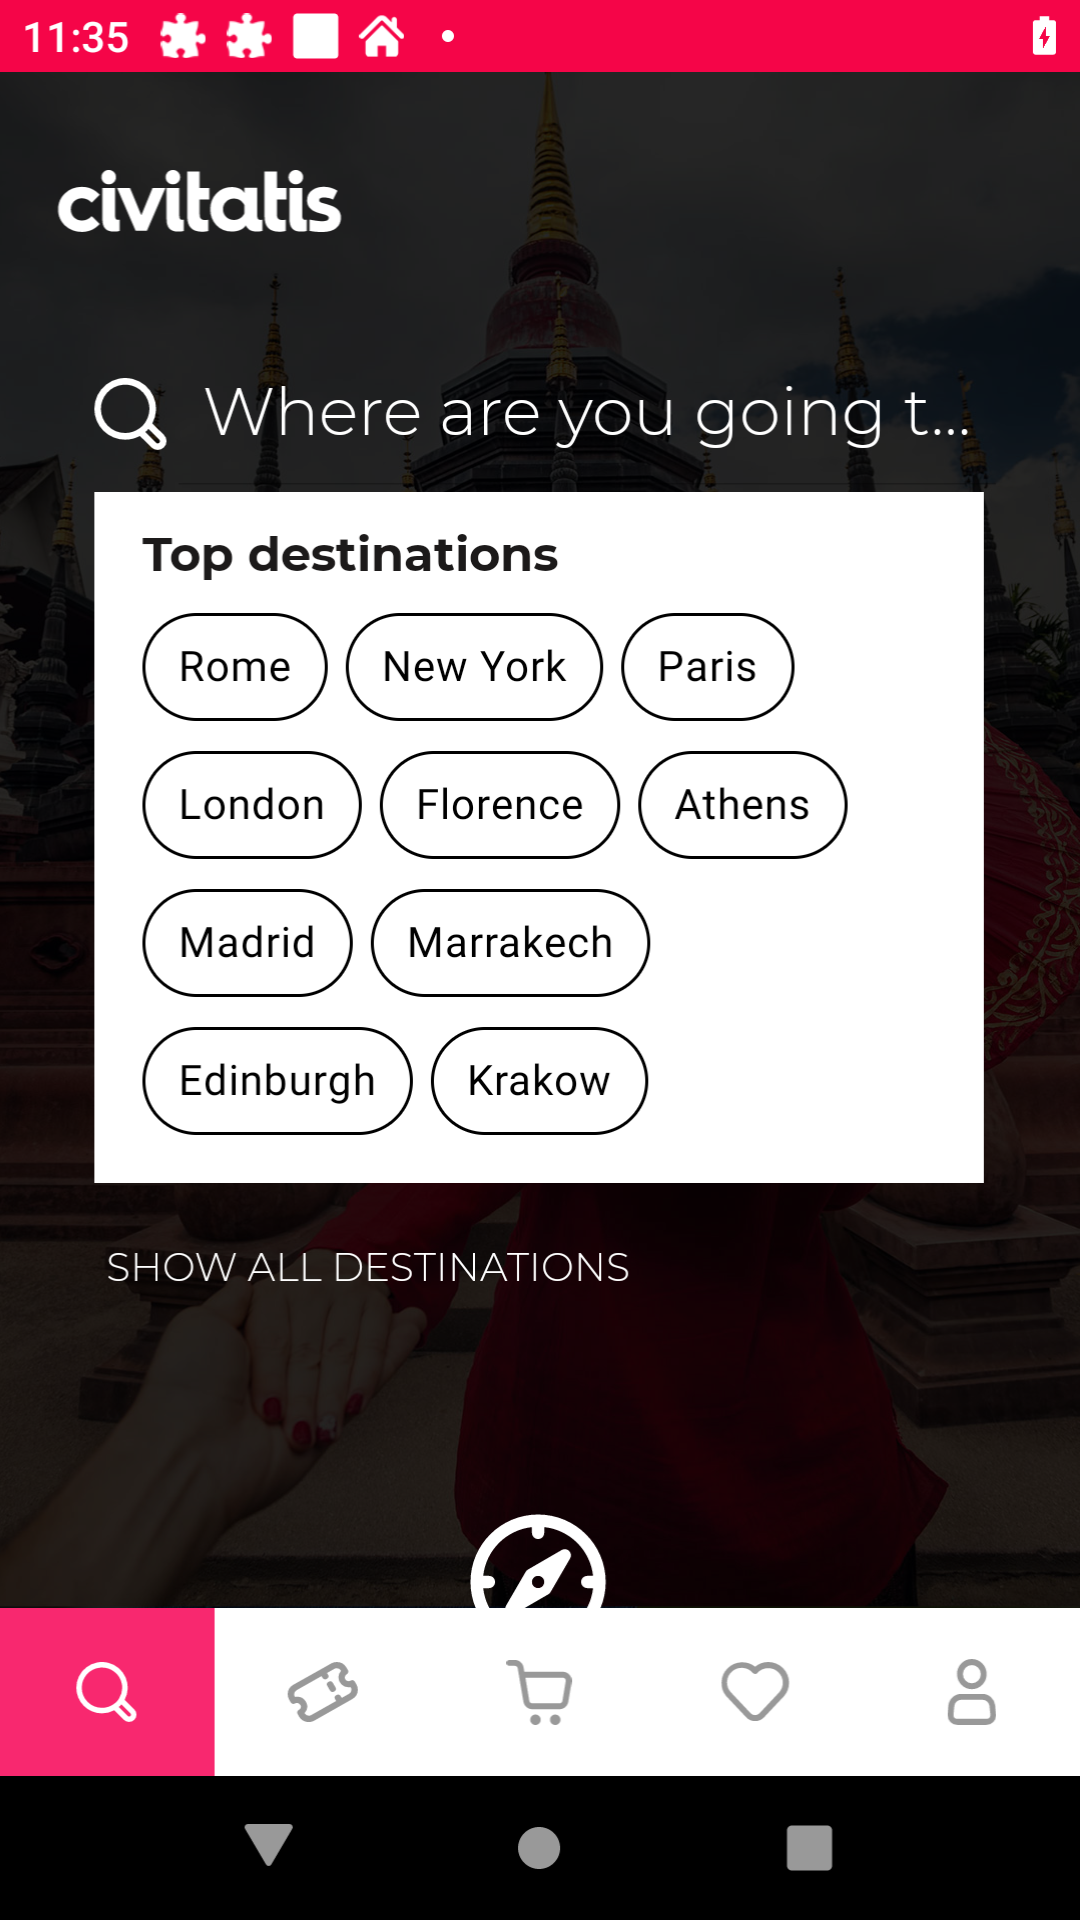 11:35
civitatis
Where are you going t...
Top destinations
Rome New York Paris
London Florence Athens
Madrid Marrakech
Edinburgh Krakow
SHOW ALL DESTINATIONS